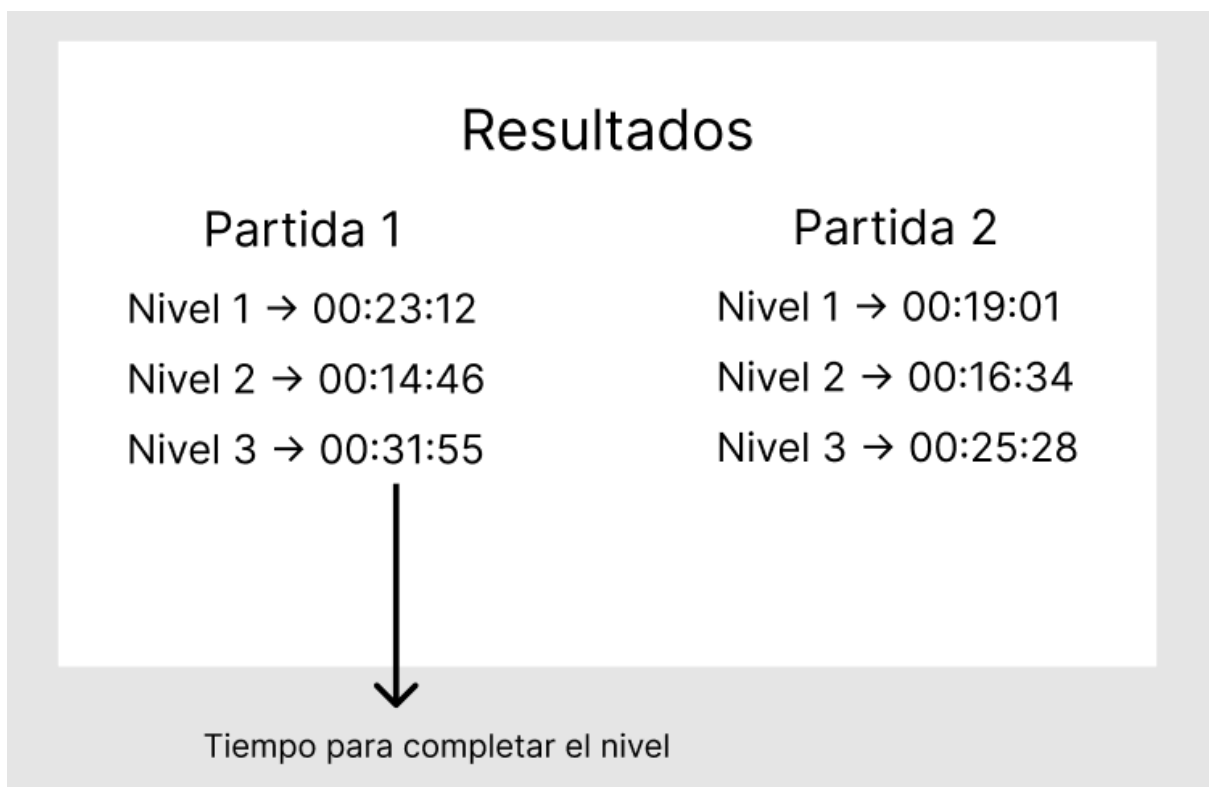 Resultados
Partida 1
Nivel 1 → 00:23:12
Nivel 2 → 00:14:46
Nivel 3 → 00:31:55
Partida 2
Nivel 1 → 00:19:01
Nivel 2 → 00:16:34
Nivel 3 → 00:25:28
Tiempo para completar el nivel